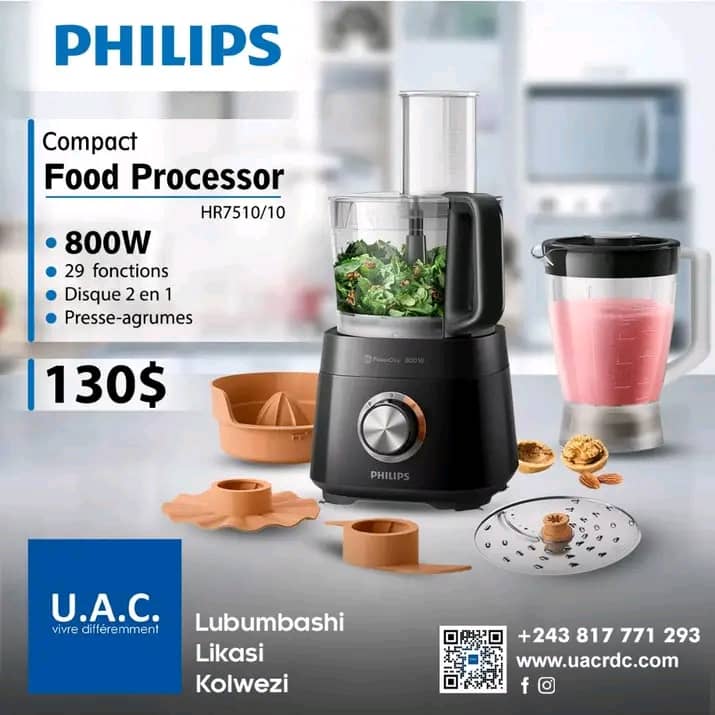 PHILIPS
Compact
Food Processor
HR7510/10
• 800W
• 29 fonctions
• Disque 2 en 1
• Presse-agrumes
130$
800W
PHILIPS
U.A.C.
vivre différemment
Lubumbashi
Likasi
Kolwezi
+243 817 771 293
www.uacrdc.com